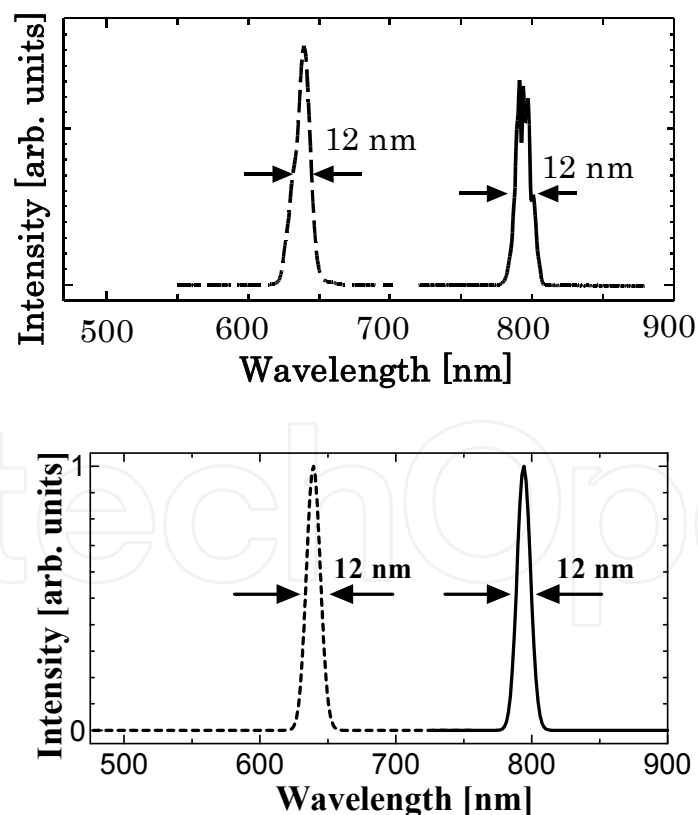 Intensity [arb. units]
12 nm
12 nm
500 600 700 800 900
Wavelength [nm]
techOpe
Intensity [arb. units]
1
12 nm
12 nm
0
500 600 700 800 900
Wavelength [nm]